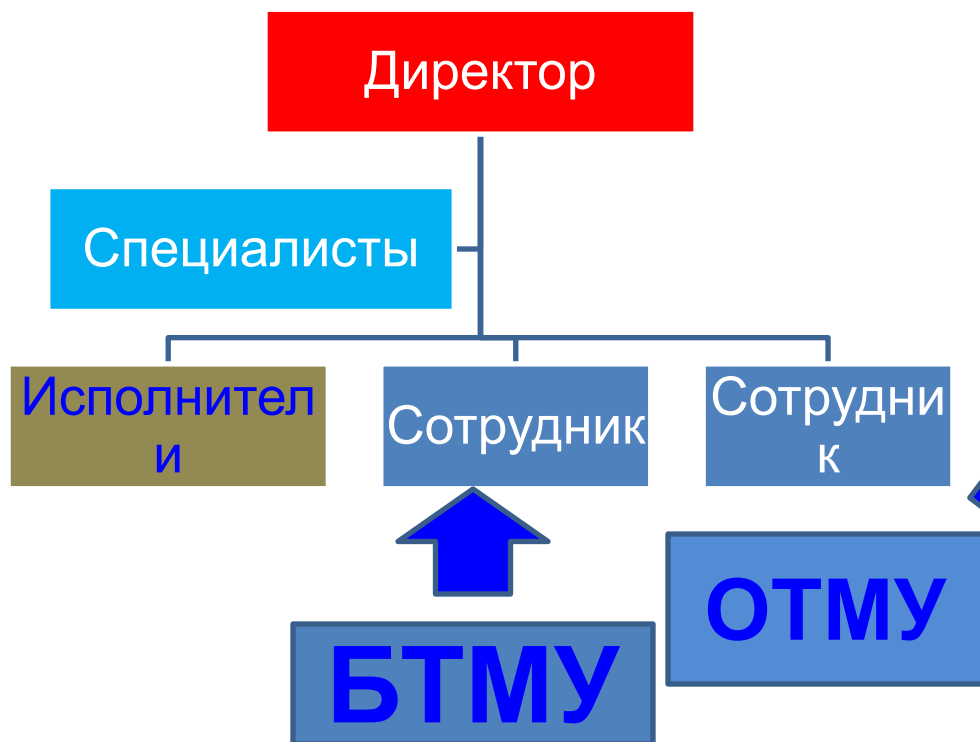 Директор
Специалисты
Исполнител
и
Сотрудник
Сотрудни
к
ОТМУ
БТМУ